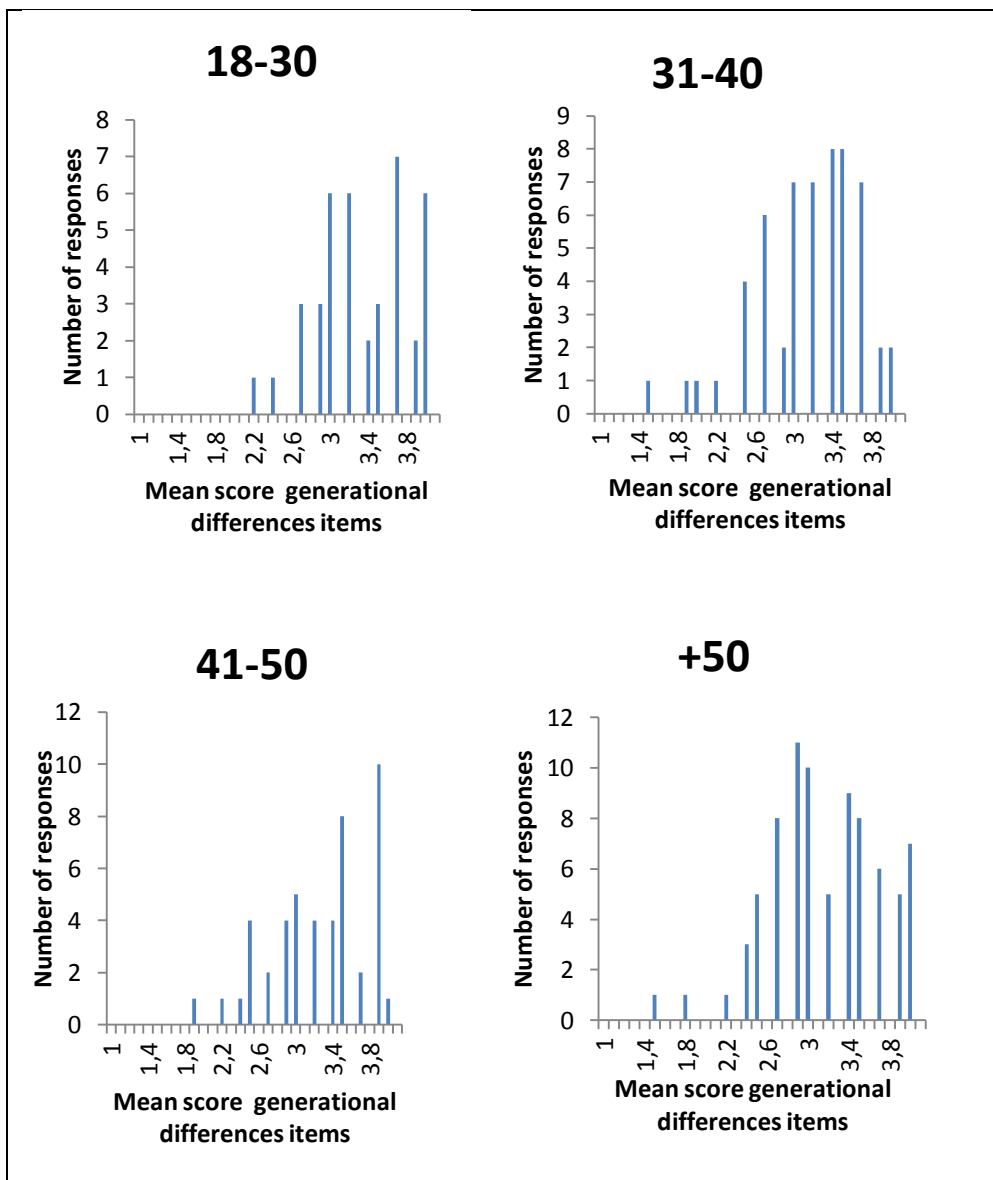 18-30
Number of responses
8
7
6
5
4
3
2
1
0
1 1,4 1,8 2,2 2,6 3 3,4 3,8
Mean score generational
differences items
31-40
Number of responses
9
8
7
6
5
4
3
2
1
0
1 1,4 1,8 2,2 2,6 3 3,4 3,8
Mean score generational
differences items
41-50
Number of responses
12
10
8
6
4
2
0
1 1,4 1,8 2,2 2,6 3 3,4 3,8
Mean score generational
differences items
+50
Number of responses
12
10
8
6
4
2
0
1 1,4 1,8 2,2 2,6 3 3,4 3,8
Mean score generational
differences items